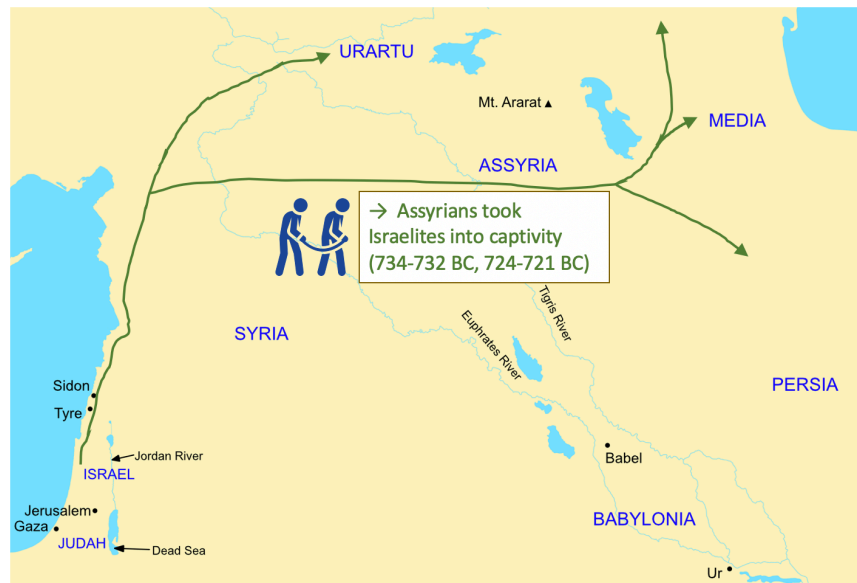 URARTU
Mt. Ararat
MEDIA
ASSYRIA
→ Assyrians took
Israelites into captivity
(734-732 BC, 724-721 BC)
Tigris River
Euphrates River
SYRIA
Sidon
Tyre
PERSIA
Jordan River
Babel
ISRAEL
Jerusalem
Gaza
BABYLONIA
JUDAH
Dead Sea
Ur